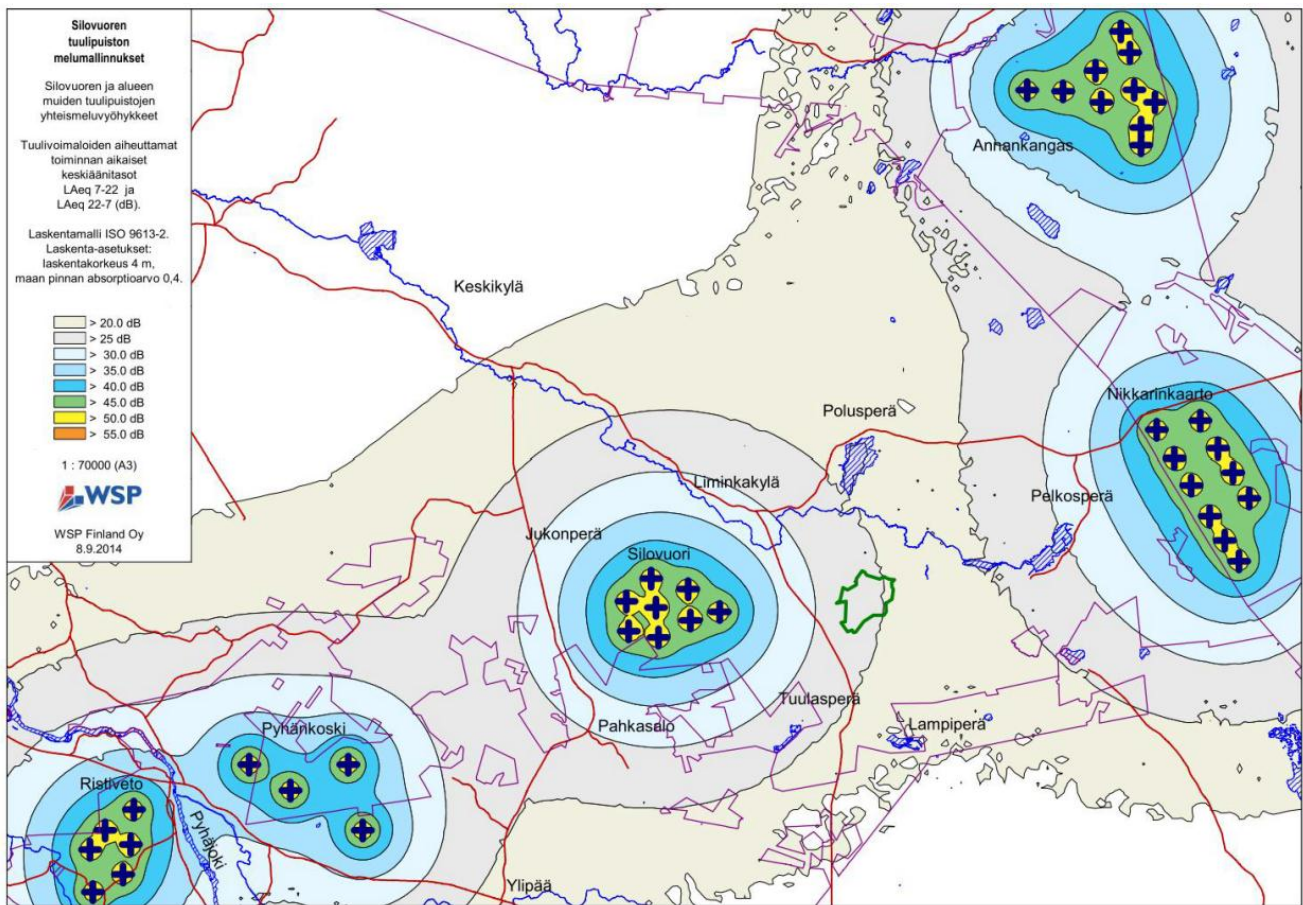 Silovuoren
tuulipuiston
melumallinnukset
Silovuoren ja alueen
muiden tuulipuistojen
yhteismeluvyöhykkeet
Tuulivoimaloiden aiheuttamat
toiminnan aikaiset
keskiäänitasot
LAeq 7-22 ja
LAeq 22-7 (dB).
Laskentamalli ISO 9613-2.
Laskenta-asetukset:
laskentakorkeus 4 m,
maan pinnan absorptioarvo 0,4.
> 20.0 dB
> 25 dB
> 30.0 dB
> 35.0 dB
> 40.0 dB
> 45.0 dB
> 50.0 dB
> 55.0 dB
1 : 70000 (A3)
WSP
WSP Finland Oy
8.9.2014
Anhankangas
Keskikylä
Nikkarinkaarto
Polusperä
Liminkakylä
Pelkosperä
Jukonperä
Silovuori
Tuulasperä
Pahkasalo
Lampiperä
Pyhänkoski
Ristiveto
Pyhäjoki
Ylipää